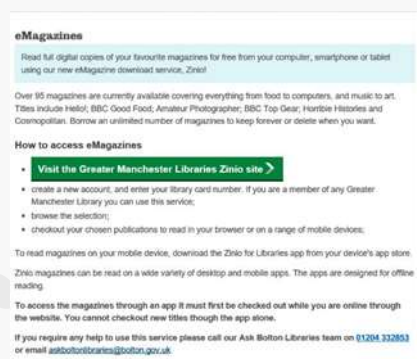 eMagazines
Read full digital copies of your favourite magazines for free from your computer, smartphone or tablet
using our new eMagazine download service, Zinio!
Over 95 magazines are currently available covering everything from food to computers, and music to art.
Titles include Hello!; BBC Good Food; Amateur Photographer; BBC Top Gear; Horrible Histories and
Cosmopolitan. Borrow an unlimited number of magazines to keep forever or delete when you want.
How to access eMagazines
Visit the Greater Manchester Libraries Zinio site
create a new account, and enter your library card number. If you are a member of any Greater
Manchester Library you can use this service;
browse the selection;
checkout your chosen publications to read in your browser or on a range of mobile devices;
To read magazines on your mobile device, download the Zinio for Libraries app from your device's app store.
Zinio magazines can be read on a wide variety of desktop and mobile apps. The apps are designed for offline
reading.
To access the magazines through an app it must first be checked out while you are online through
the website. You cannot checkout new titles though the app alone.
If you require any help to use this service please call our Ask Bolton Libraries team on 01204 332853
or email askboltonlibraries@bolton.gov.uk